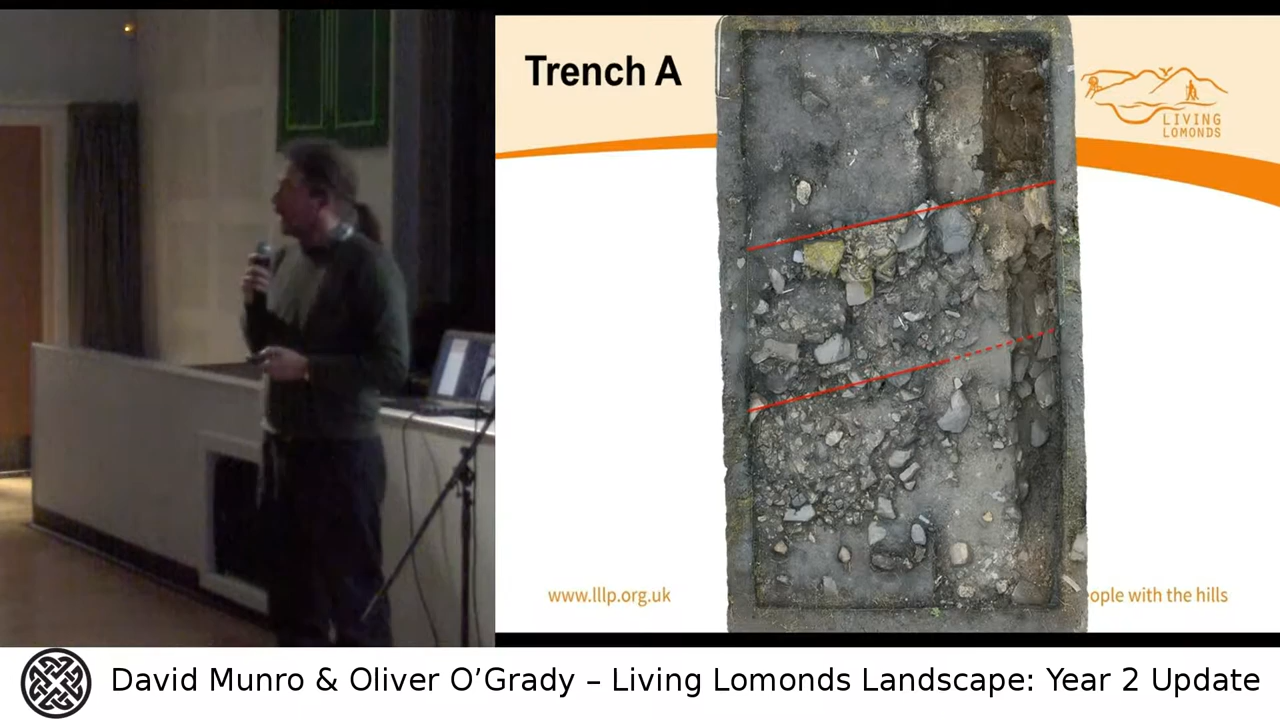 Trench A
LIVING
LOMONDS
www.lllp.org.uk
ople with the hills
David Munro & Oliver O’Grady – Living Lomonds Landscape: Year 2 Update